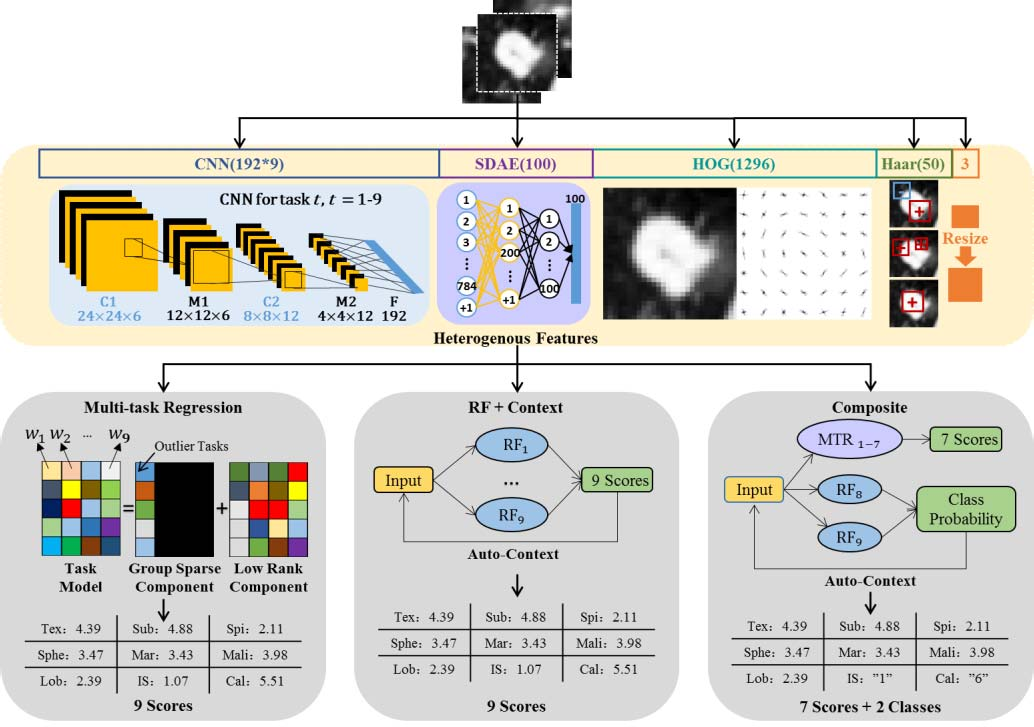 CNN(192*9)
SDAE(100)
HOG(1296)
Haar(50)
3
CNN for task t, t = 1-9
C1
24×24×6
M1
12×12×6
C2
8×8×12
M2
4×4×12
F
192
1
2
3
784
+1
1
2
200
+1
1
2
100
100
Resize
Heterogenous Features
Multi-task Regression
w1 w2 ... w9
Outlier Tasks
=
+
Task
Model
Group Sparse
Component
Low Rank
Component
Tex: 4.39 Sub: 4.88 Spi: 2.11
Sphe: 3.47 Mar: 3.43 Mali: 3.98
Lob: 2.39 IS: 1.07 Cal: 5.51
9 Scores
RF + Context
Input
RF1
...
RF9
9 Scores
Auto-Context
Tex: 4.39 Sub: 4.88 Spi: 2.11
Sphe: 3.47 Mar: 3.43 Mali: 3.98
Lob: 2.39 IS: 1.07 Cal: 5.51
9 Scores
Composite
MTR 1-7
7 Scores
Input
RF8
RF9
Class
Probability
Auto-Context
Tex: 4.39 Sub: 4.88 Spi: 2.11
Sphe: 3.47 Mar: 3.43 Mali: 3.98
Lob: 2.39 IS: ”1” Cal: ”6”
7 Scores + 2 Classes